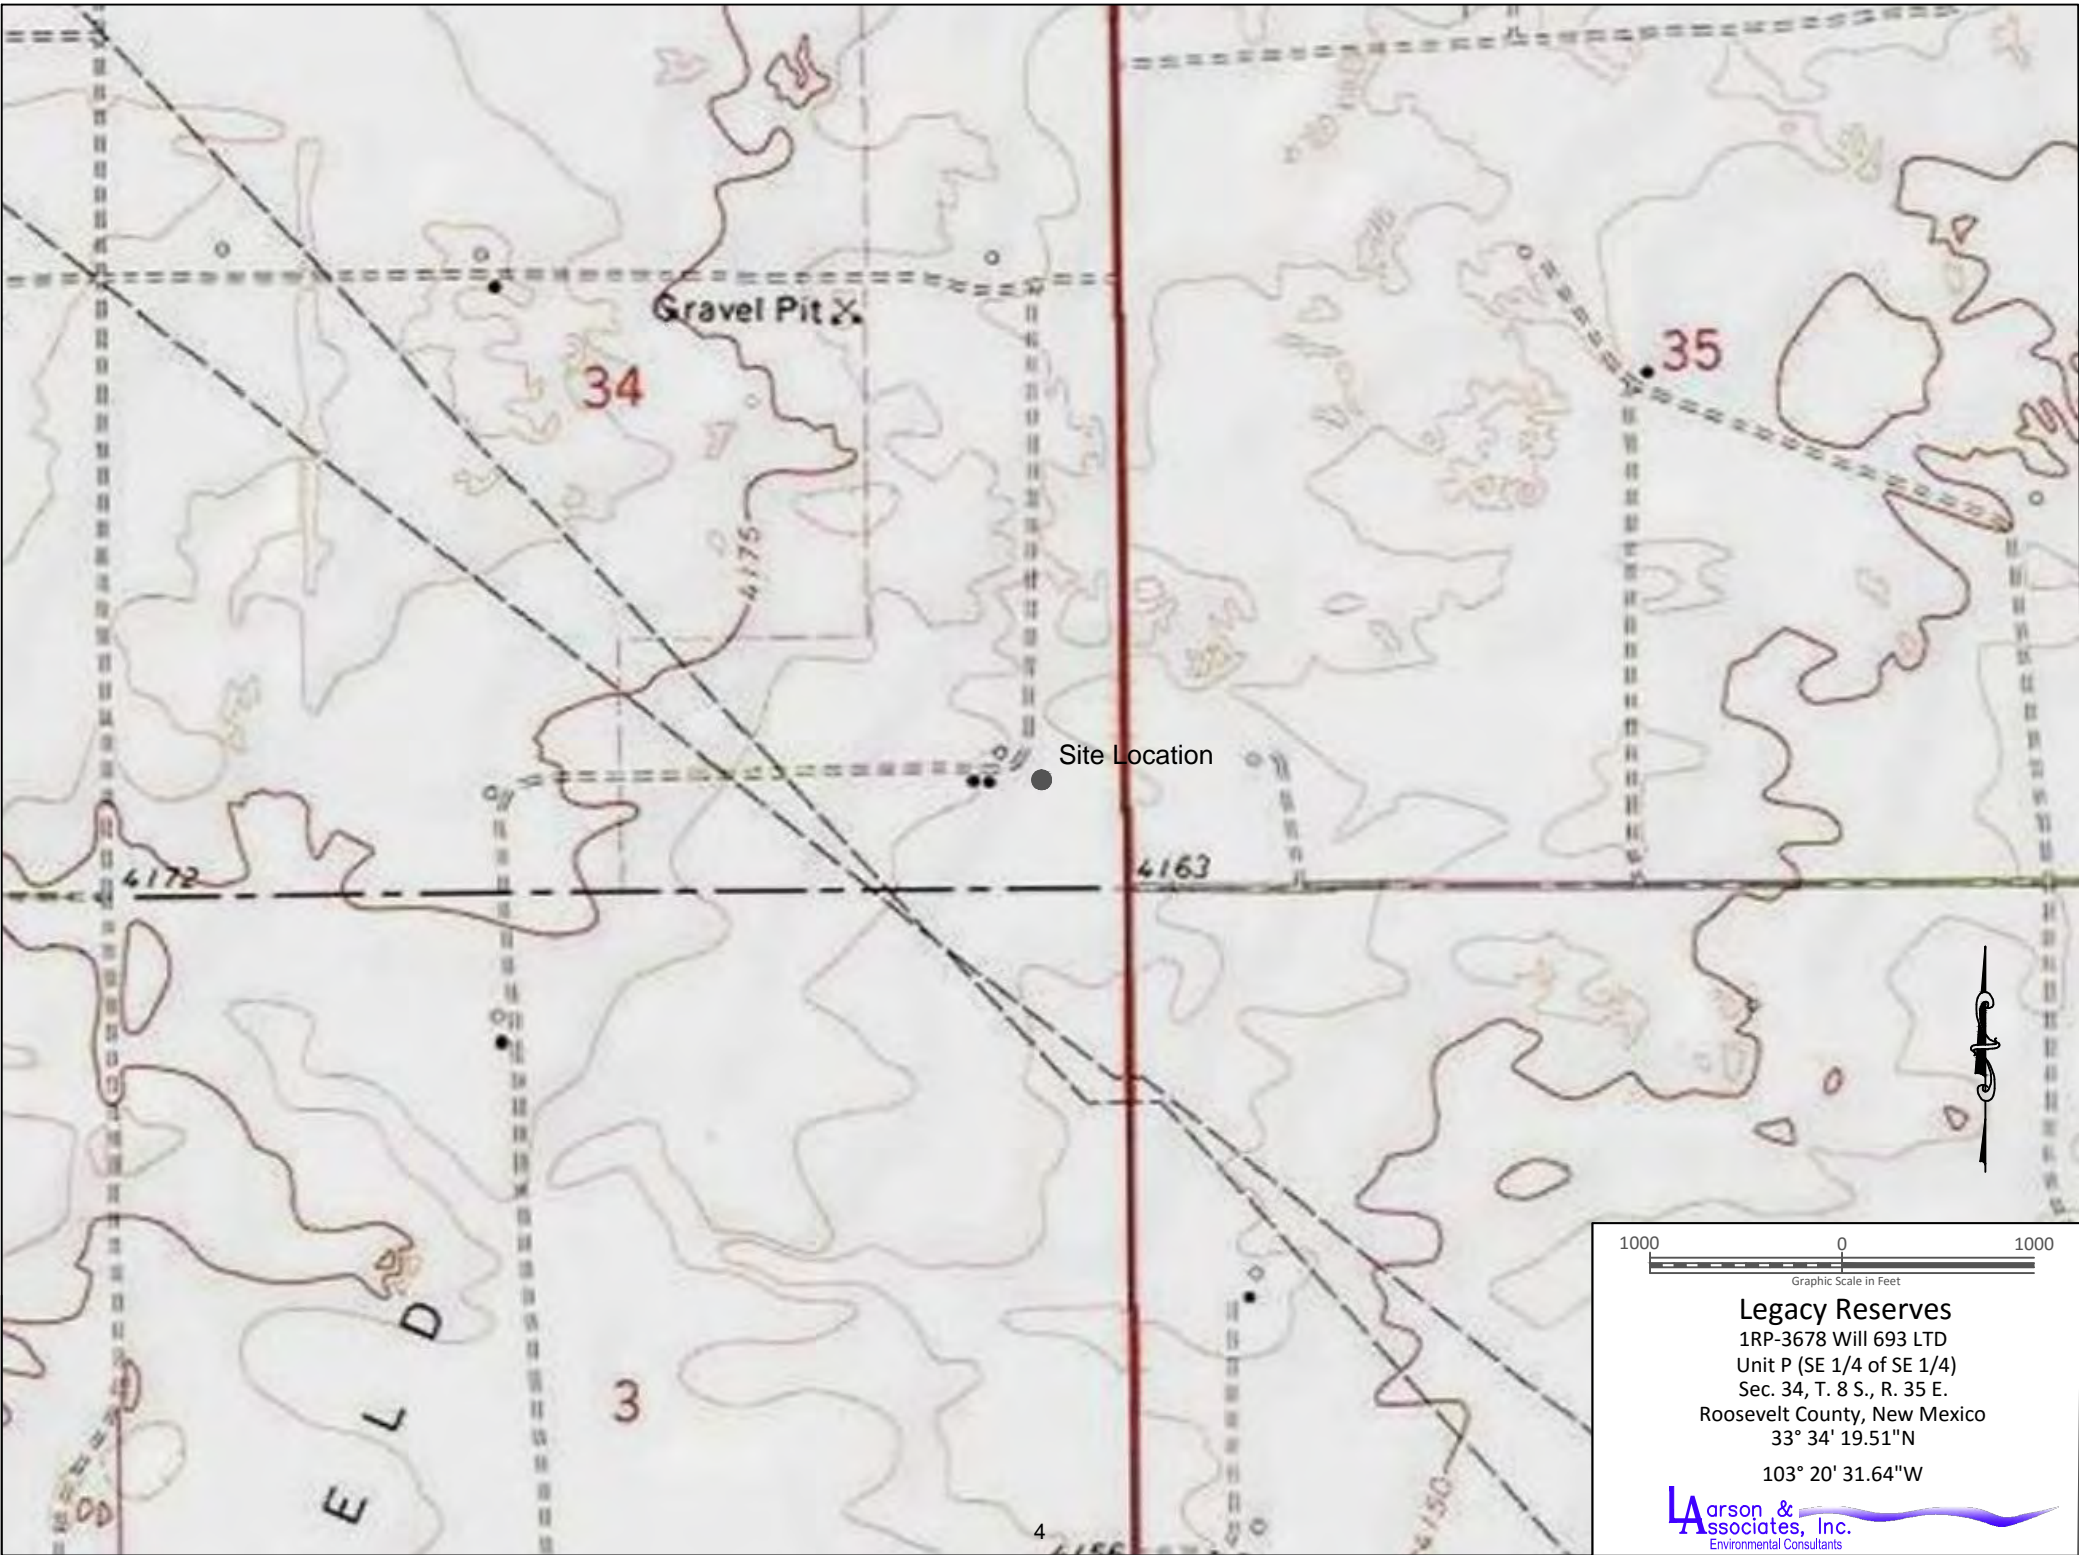 Gravel Pit
35
34
4175
Site Location
4172
4163
3
E L D
4150
4
4156
1000 0 1000
Graphic Scale in Feet
Legacy Reserves
1RP-3678 Will 693 LTD
Unit P (SE 1/4 of SE 1/4)
Sec. 34, T. 8 S., R. 35 E.
Roosevelt County, New Mexico
33° 34' 19.51"N
103° 20' 31.64"W
Larson &
Associates, Inc.
Environmental Consultants